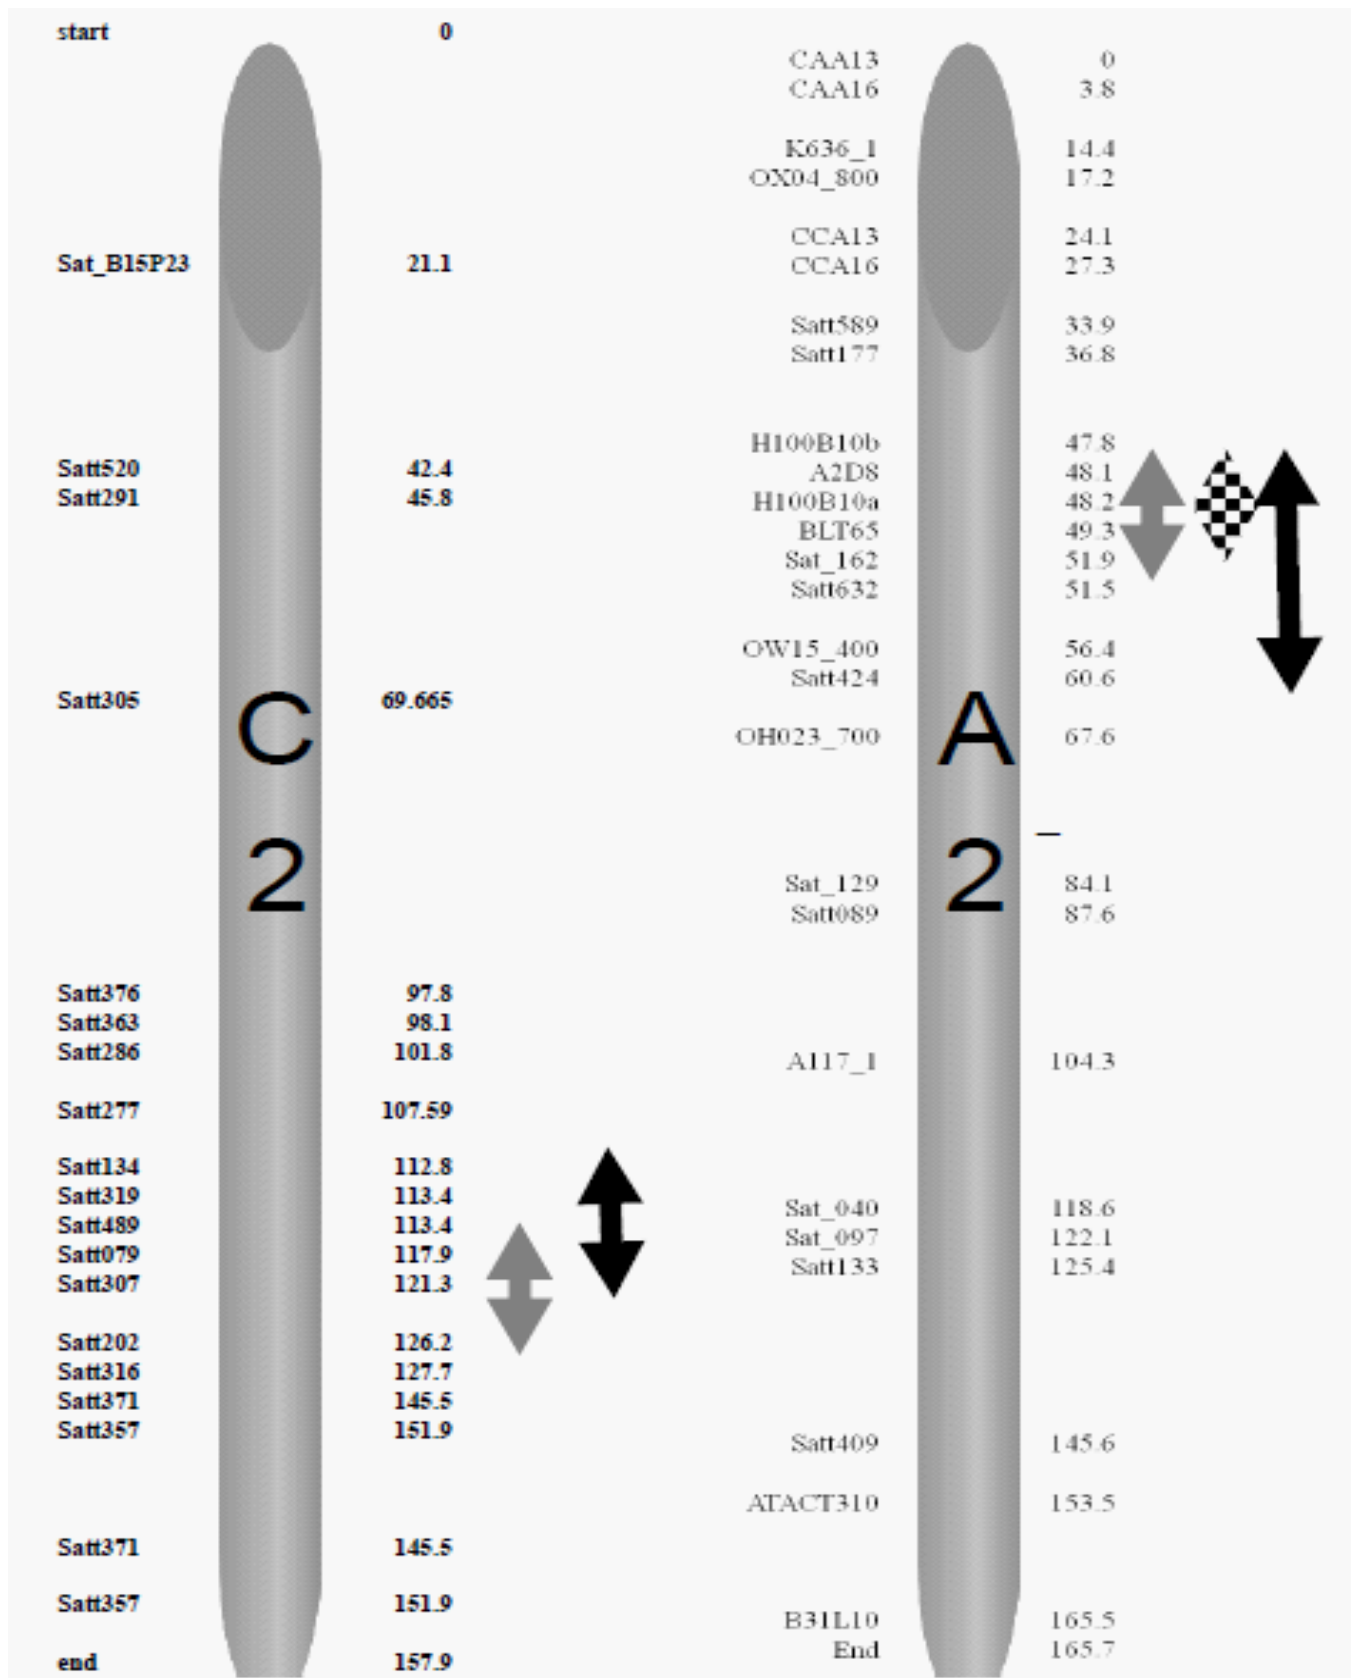 start 0
Sat_B15P23 21.1
Satt520 42.4
Satt291 45.8
Satt305 69.665
C
2
Satt376 97.8
Satt363 98.1
Satt286 101.8
Satt277 107.59
Satt134 112.8
Satt319 113.4
Satt489 113.4
Satt079 117.9
Satt307 121.3
Satt202 126.2
Satt316 127.7
Satt371 145.5
Satt357 151.9
Satt371 145.5
Satt357 151.9
end 157.9
CAA13 0
CAA16 3.8
K636_1 14.4
OX04_800 17.2
CCA13 24.1
CCA16 27.3
Satt589 33.9
Satt177 36.8
H100B10b 47.8
A2D8 48.1
H100B10a 48.2
BLT65 49.3
Sat_162 51.9
Satt632 51.5
OW15_400 56.4
Satt424 60.6
OH023_700 67.6
A
2
Sat_129 84.1
Satt089 87.6
A117_1 104.3
Sat_040 118.6
Sat_097 122.1
Satt133 125.4
Satt409 145.6
ATACT310 153.5
B31L10 165.5
End 165.7